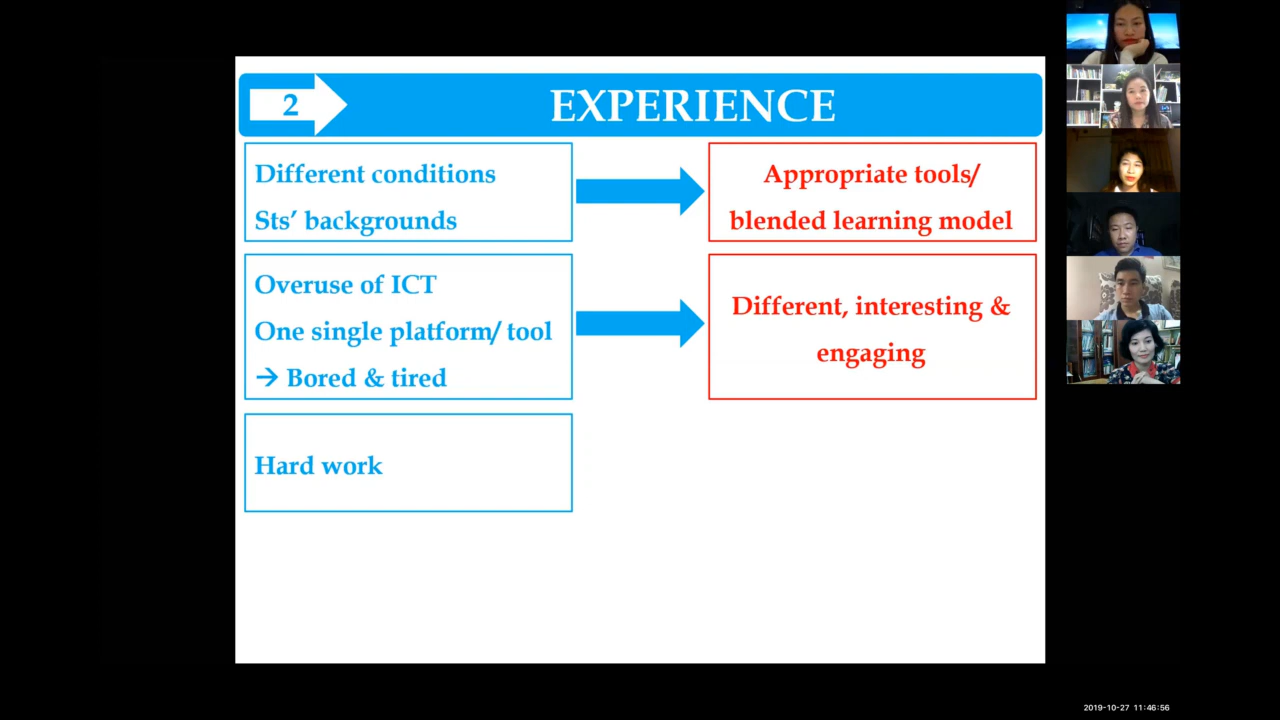 2
EXPERIENCE
Different conditions
Sts’ backgrounds
Appropriate tools/
blended learning model
Overuse of ICT
One single platform/ tool
→ Bored & tired
Different, interesting &
engaging
Hard work
2019-10-27 11:46:56